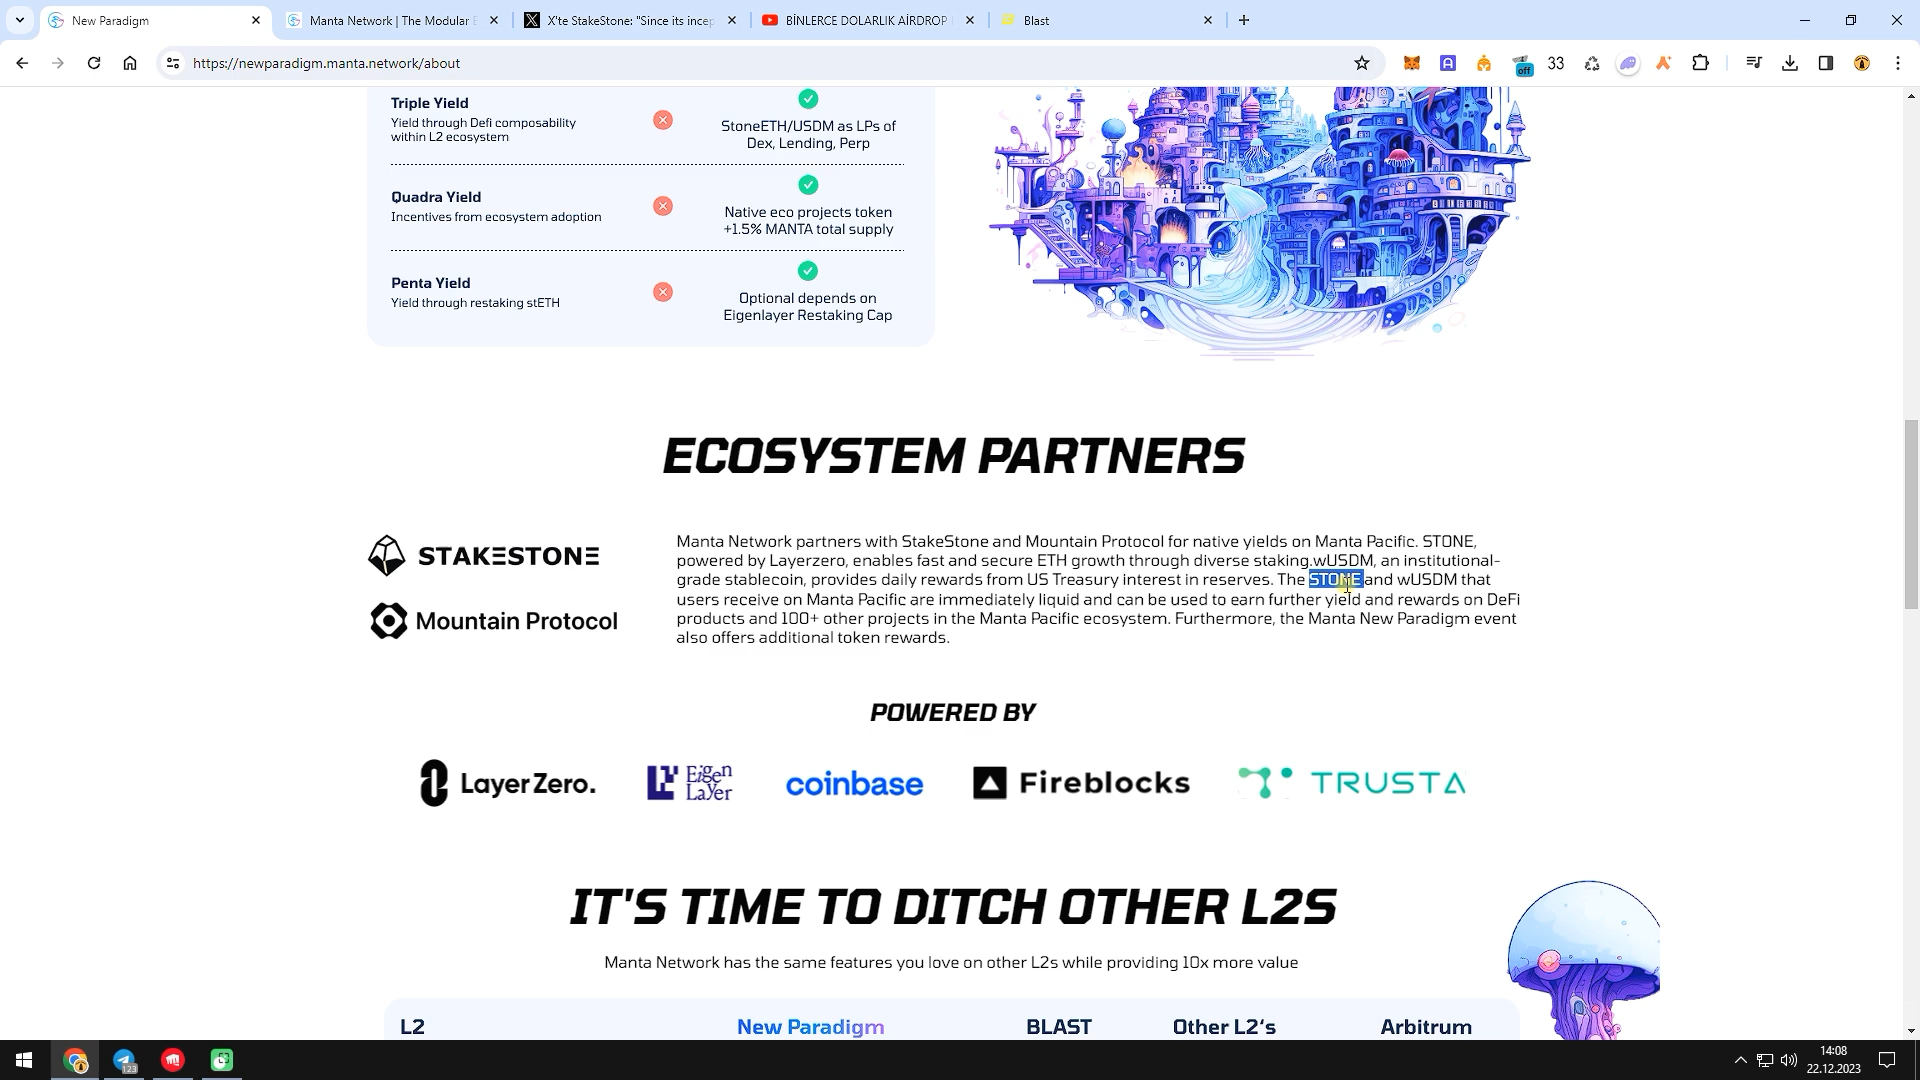 New Paradigm
Manta Network | The Modular E
X'te StakeStone: "Since its incep
BİNLERCE DOLARLIK AİRDROP
Blast
https://newparadigm.manta.network/about
off
33
Triple Yield
Yield through Defi composability
within L2 ecosystem
StoneETH/USDM as LPs of
Dex, Lending, Perp
Quadra Yield
Incentives from ecosystem adoption
Native eco projects token
+1.5% MANTA total supply
Penta Yield
Yield through restaking stETH
Optional depends on
Eigenlayer Restaking Cap
ECOSYSTEM PARTNERS
STAKESTONE
Mountain Protocol
Manta Network partners with StakeStone and Mountain Protocol for native yields on Manta Pacific. STONE,
powered by Layerzero, enables fast and secure ETH growth through diverse staking.wUSDM, an institutional-
grade stablecoin, provides daily rewards from US Treasury interest in reserves. The STONE and wUSDM that
users receive on Manta Pacific are immediately liquid and can be used to earn further yield and rewards on DeFi
products and 100+ other projects in the Manta Pacific ecosystem. Furthermore, the Manta New Paradigm event
also offers additional token rewards.
POWERED BY
LayerZero.
Eigen
Layer
coinbase
Fireblocks
TRUSTA
IT'S TIME TO DITCH OTHER L2S
Manta Network has the same features you love on other L2s while providing 10x more value
L2
New Paradigm
BLAST
Other L2's
Arbitrum
123
14:08
22.12.2023